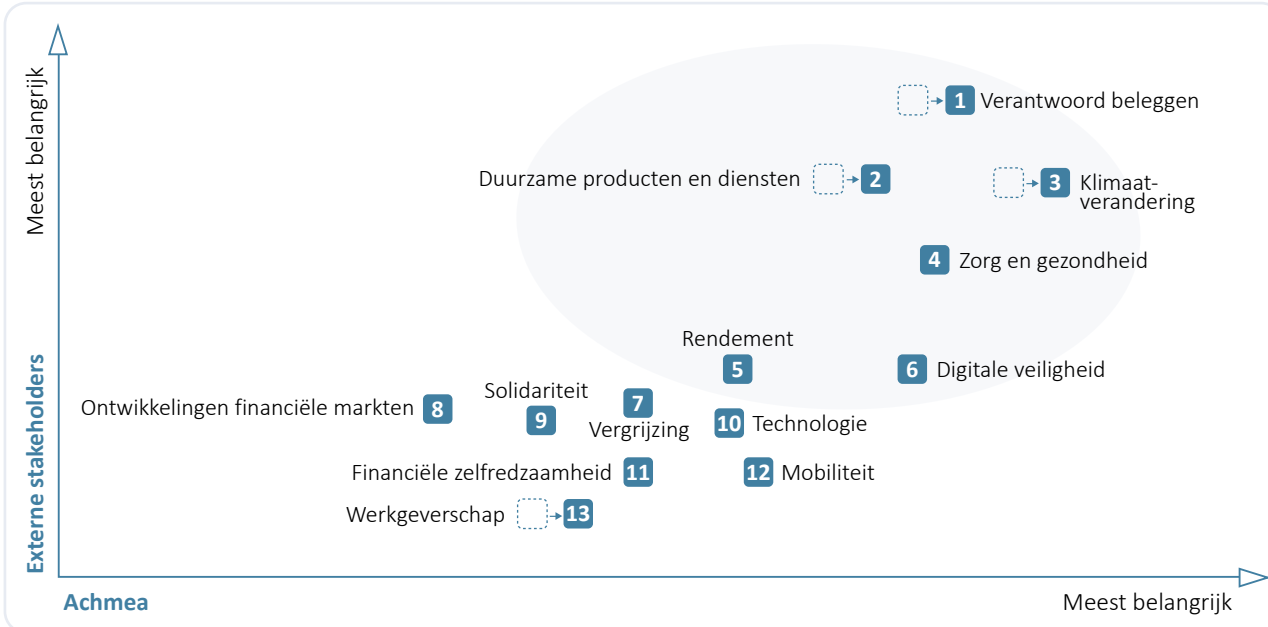 Meest belangrijk
Externe stakeholders
1 Verantwoord beleggen
Duurzame producten en diensten 2
3 Klimaat-
verandering
4 Zorg en gezondheid
Rendement
5
6 Digitale veiligheid
7
Vergrijzing
Ontwikkelingen financiële markten 8
Solidariteit
9
10 Technologie
Financiële zelfredzaamheid 11
12 Mobiliteit
Werkgeverschap 13
Achmea
Meest belangrijk